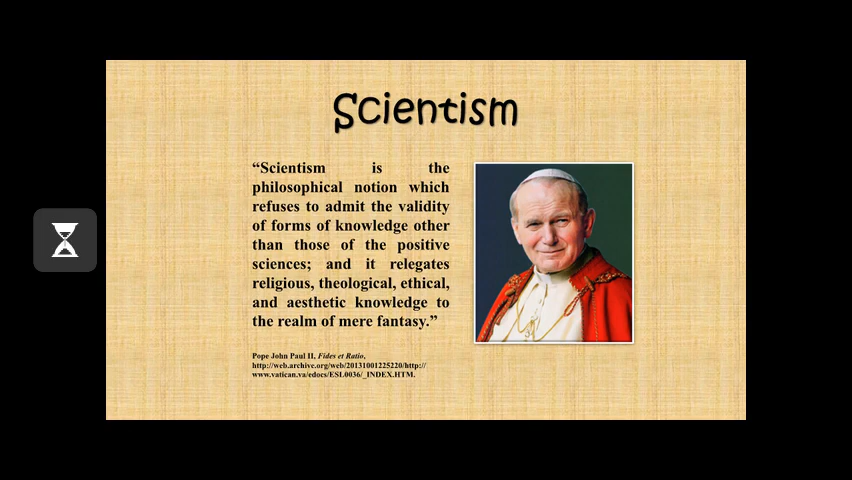 Scientism
“Scientism is the
philosophical notion which
refuses to admit the validity
of forms of knowledge other
than those of the positive
sciences; and it relegates
religious, theological, ethical,
and aesthetic knowledge to
the realm of mere fantasy.”
Pope John Paul II, Fides et Ratio,
http://web.archive.org/web/20131001225220/http://
www.vatican.va/edocs/ESL0036/_INDEX.HTM.